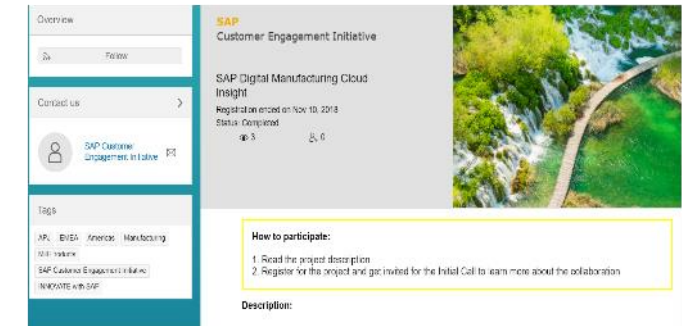 Overview
Follow
Contact us
SAP Customer
Engagement Initiative
Tags
APJ EMEA Americas Manufacturing
SAP Customer Engagement Initiative
INNOVATE with SAP
SAP
Customer Engagement Initiative
SAP Digital Manufacturing Cloud
Insight
Registration ended on Nov 10, 2018
Status: Completed
3 0
How to participate:
1. Read the project description
2. Register for the project and get invited for the Initial Call to learn more about the collaboration
Description: